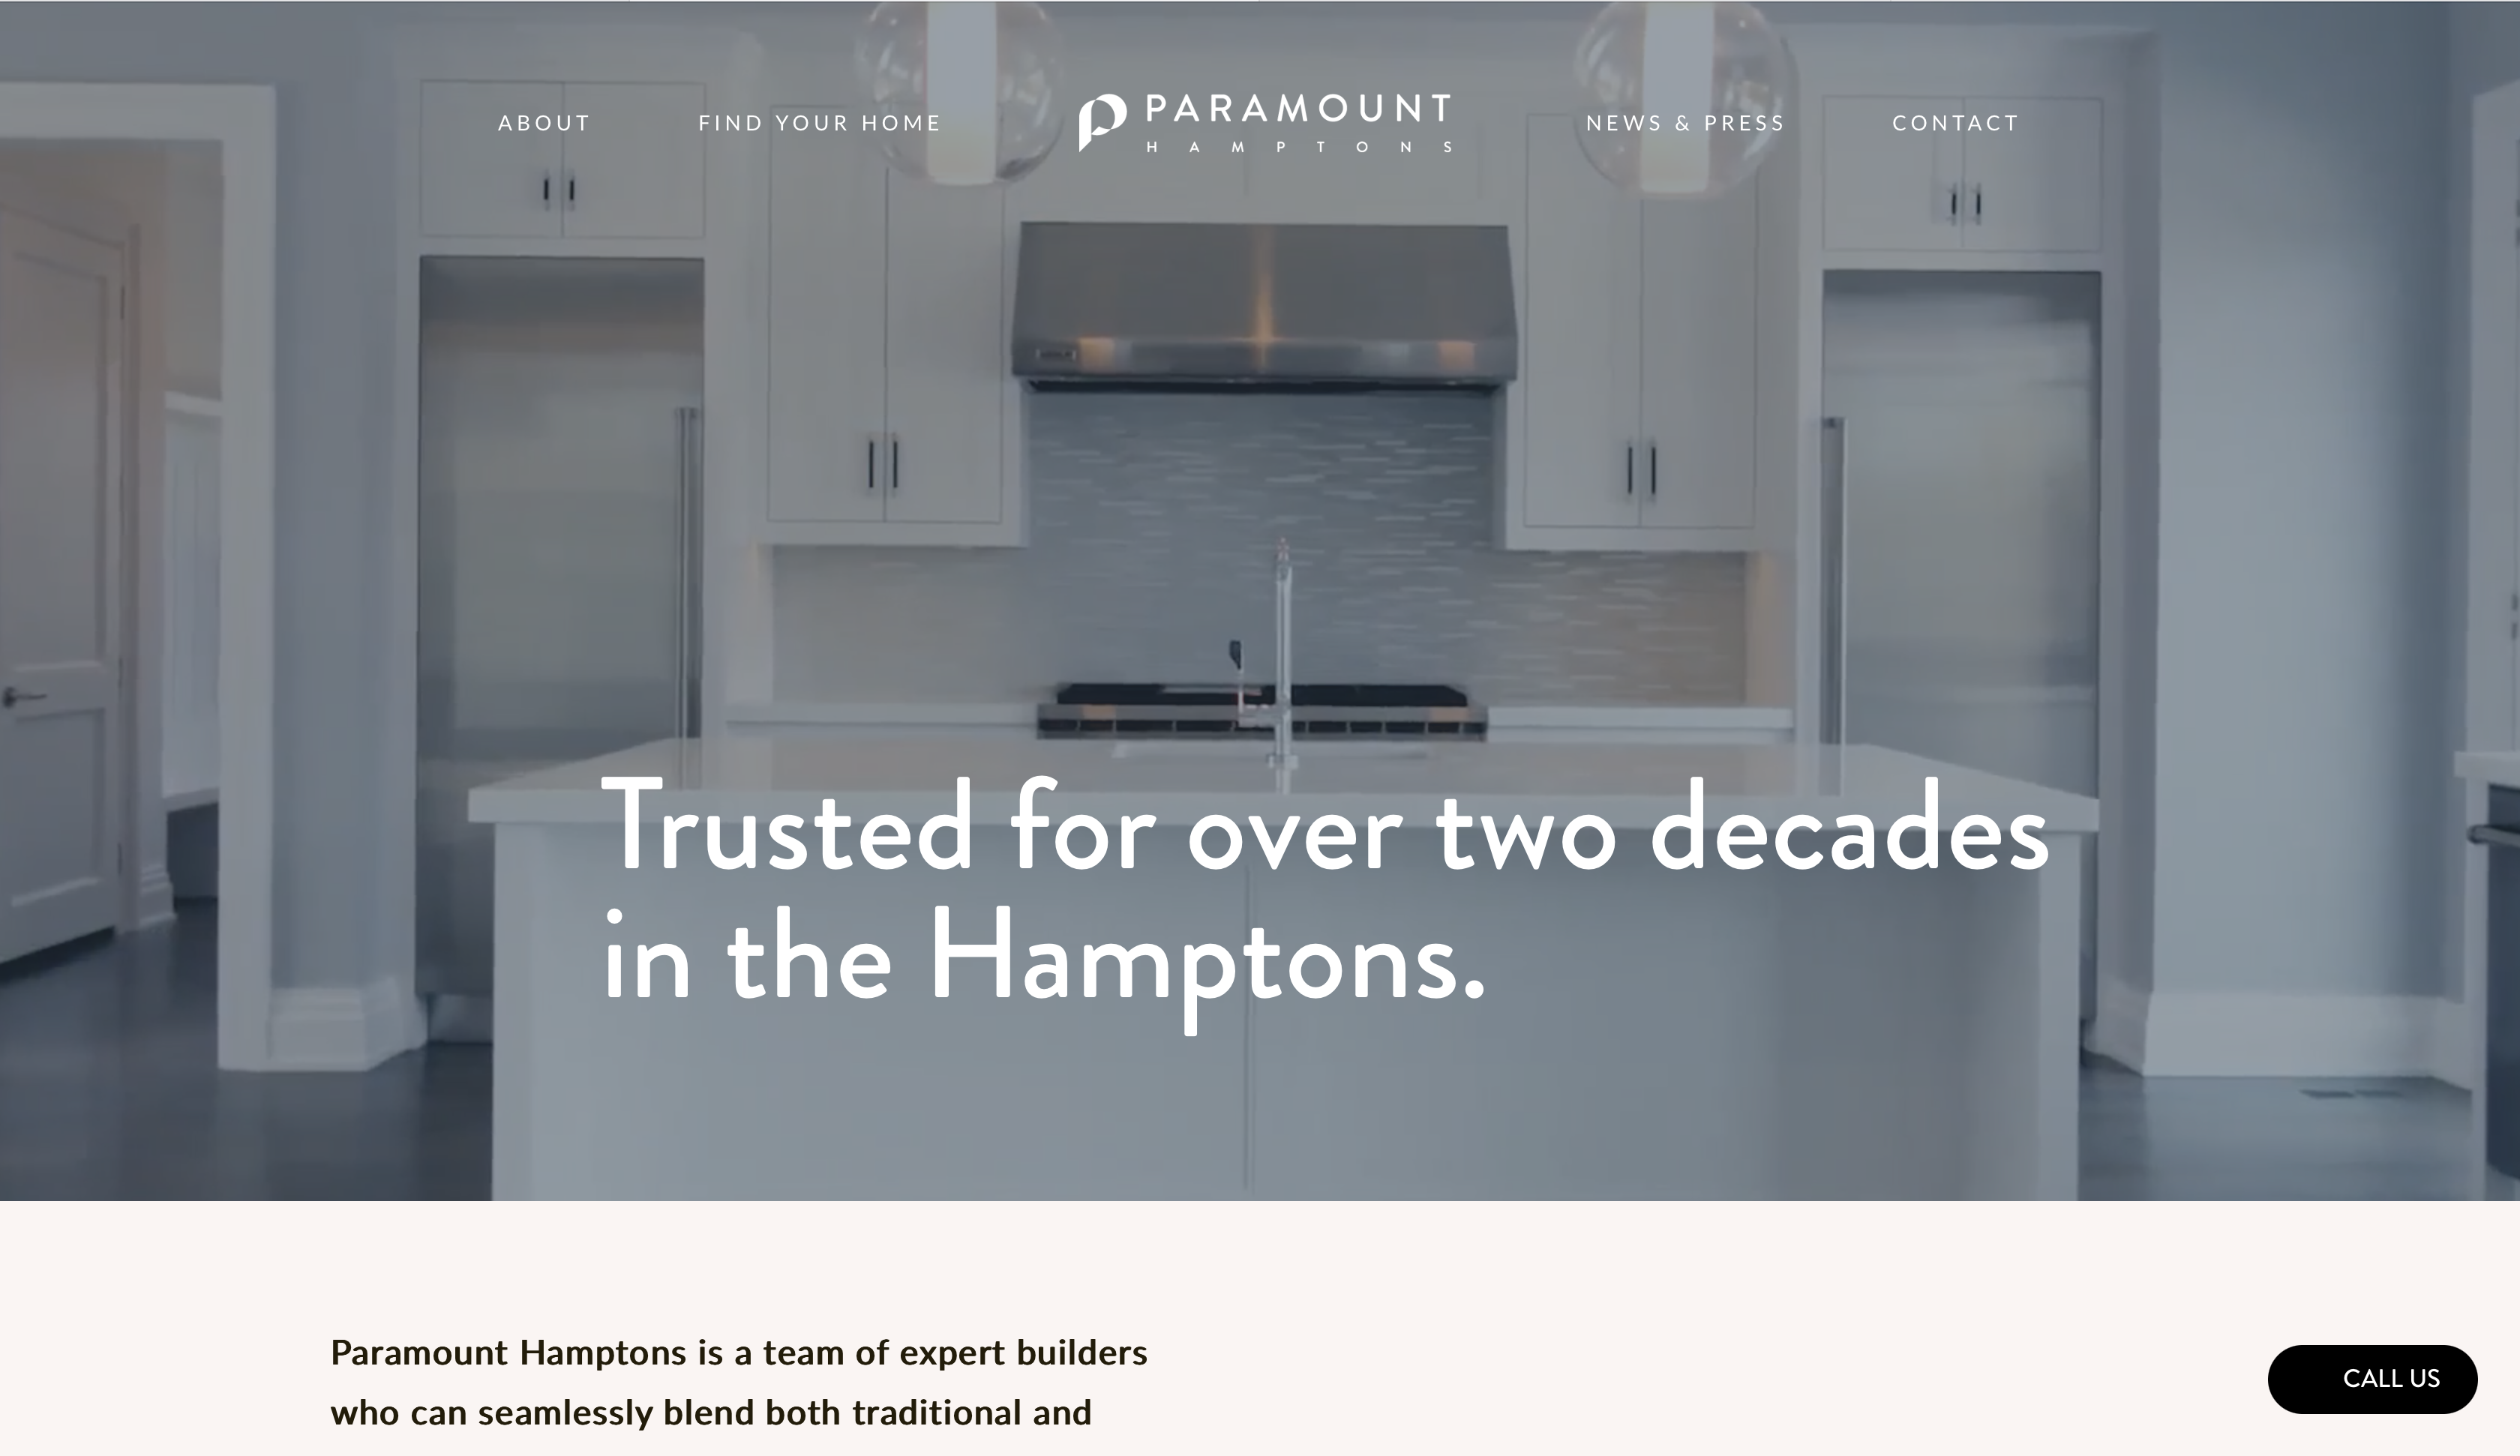 ABOUT
FIND YOUR HOME
PARAMOUNT
HAMPTONS
NEWS & PRESS
CONTACT
Trusted for over two decades
in the Hamptons.
Paramount Hamptons is a team of expert builders
who can seamlessly blend both traditional and
CALL US